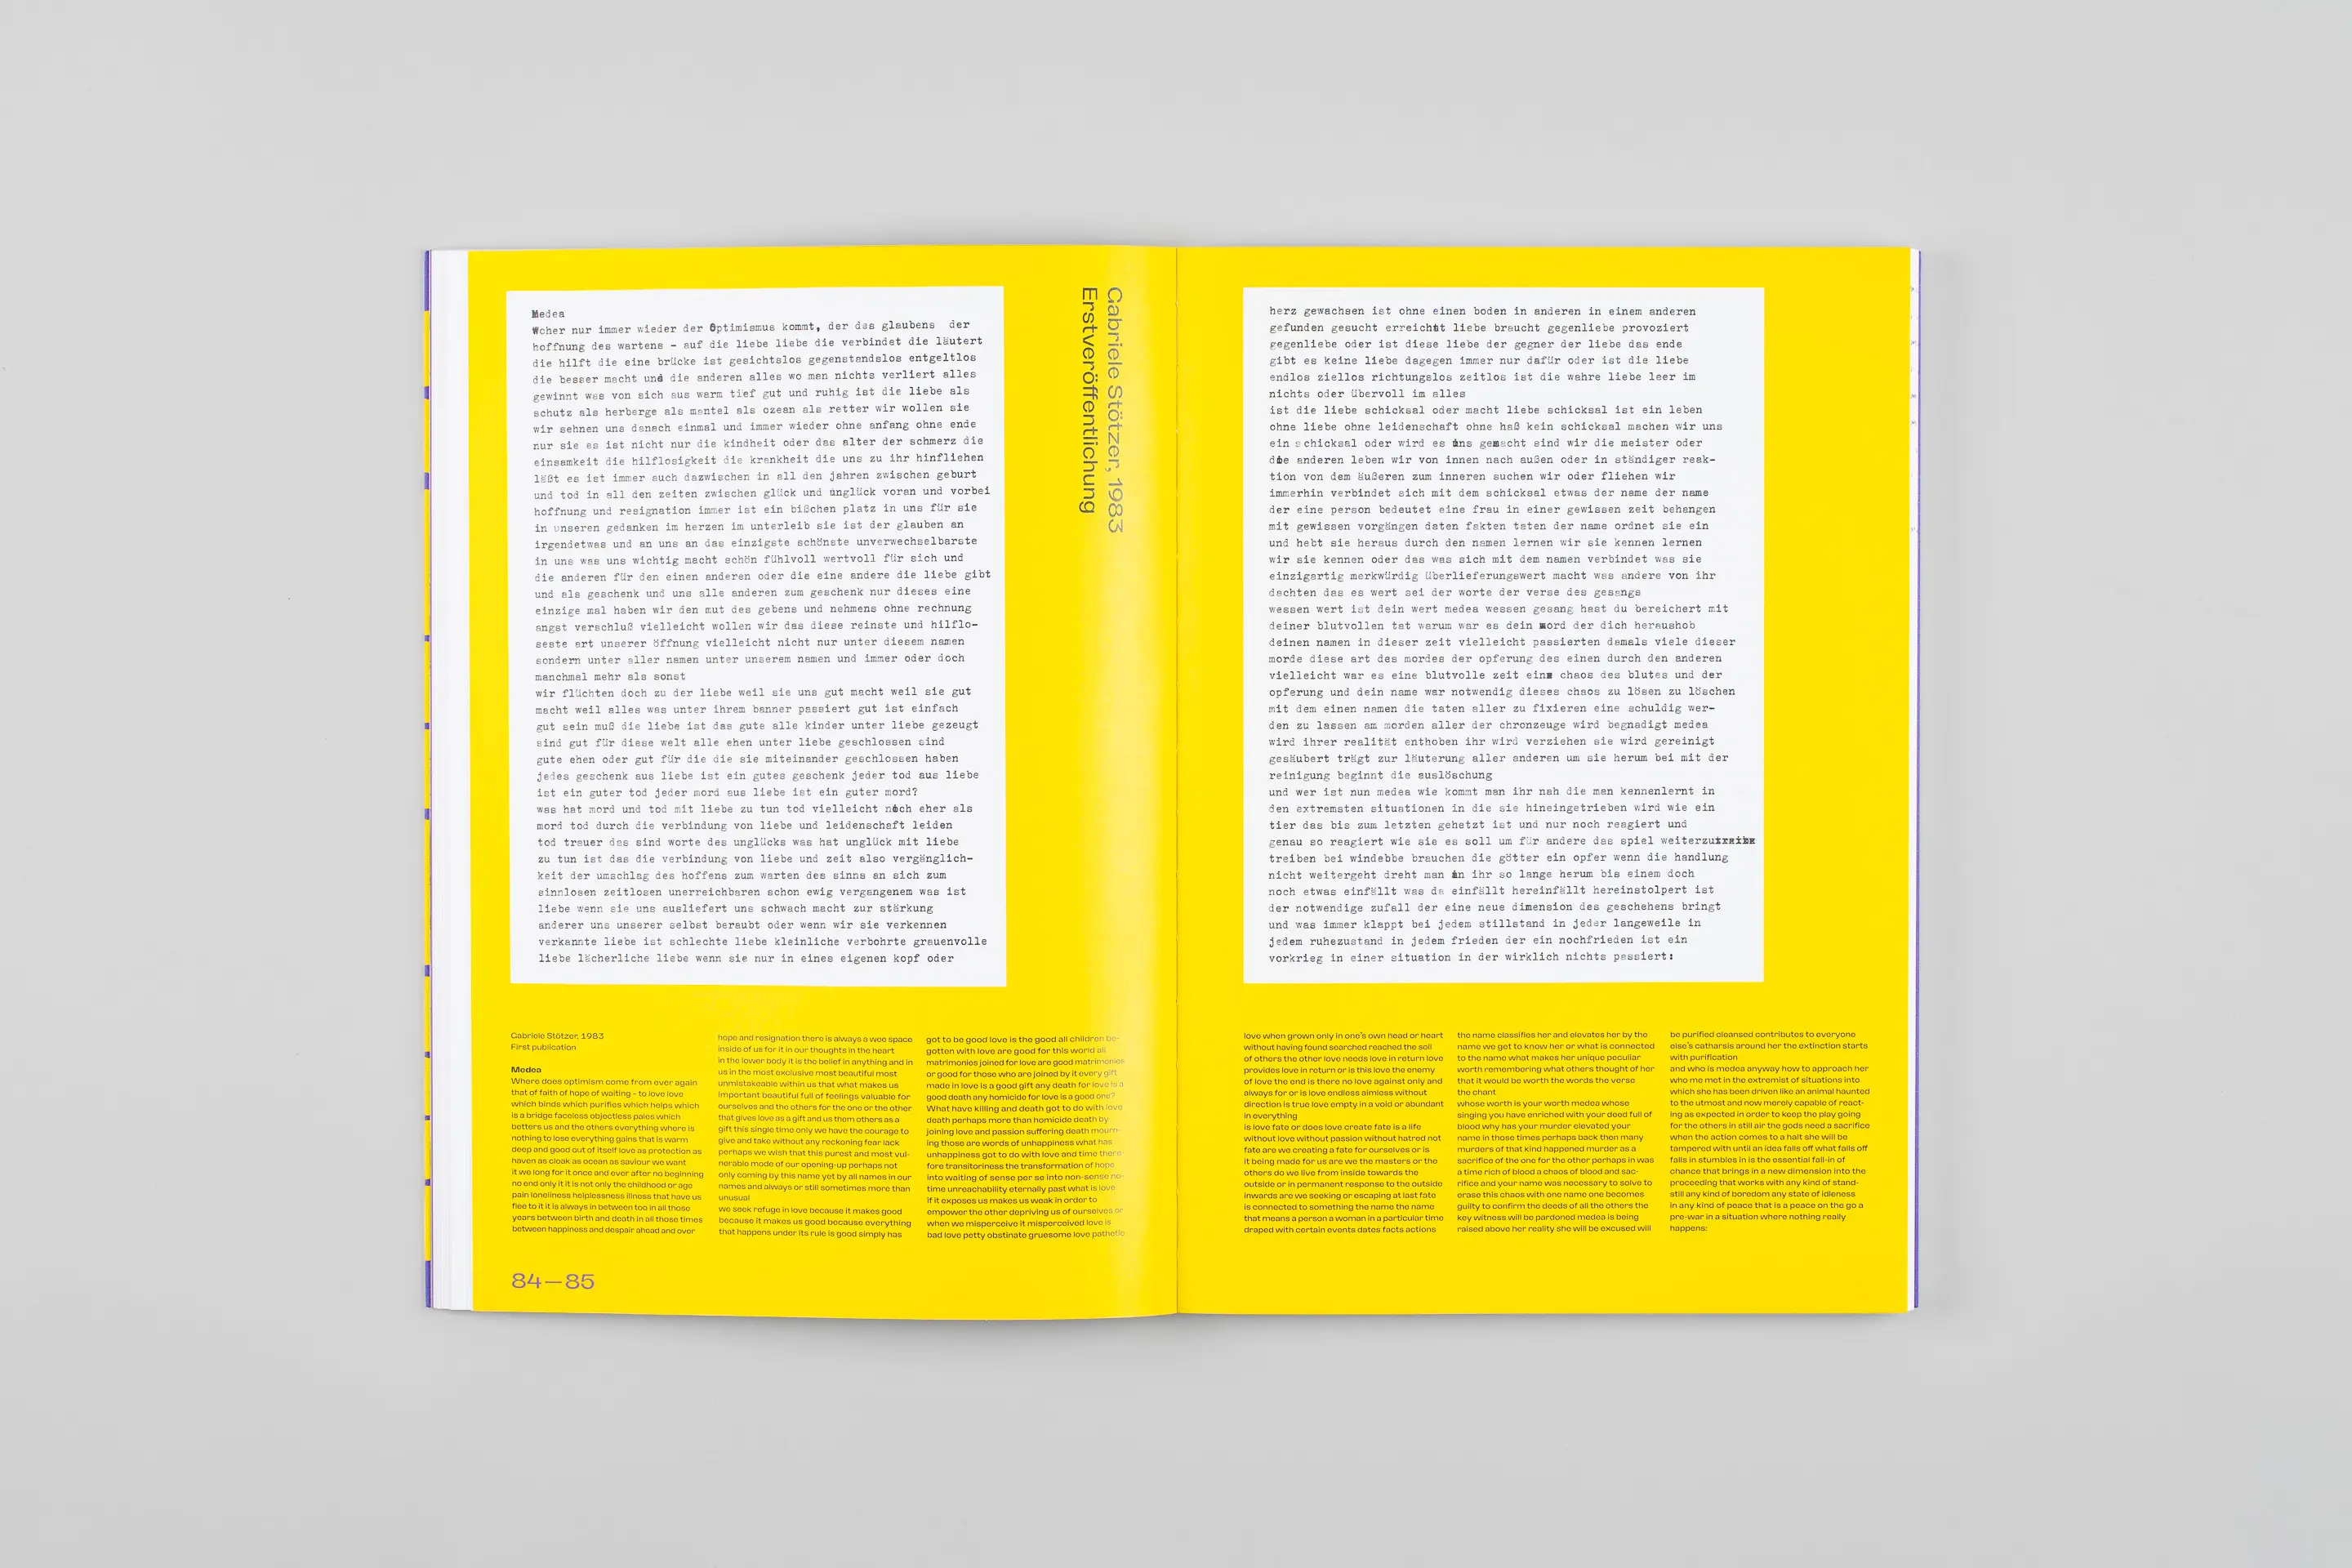 Medea
Woher nur immer wieder der Optimismus kommt, der des glaubens der
hoffnung des wartens - auf die liebe liebe die verbindet die läutert
die hilft die eine brücke ist gesichtslos gegenstandslos entgeltlos
die besser macht und die anderen alles wo man nichts verliert alles
gewinnt was von sich aus warm tief gut und ruhig ist die liebe als
schutz als herberge als mantel als ozean als retter wir wollen sie
wir sehnen uns danach einmal und immer wieder ohne anfang ohne ende
nur sie es ist nicht nur die kindheit oder das alter der schmerz die
einsamkeit die hilflosigkeit die krankheit die uns zu ihr hinfliehen
läßt es ist immer auch dazwischen in all den jahren zwischen geburt
und tod in all den zeiten zwischen glück und unglück voran und vorbei
hoffnung und resignation immer ist ein bißchen platz in uns für sie
in unseren gedanken im herzen im unterleib sie ist der glauben an
irgendetwas und an uns an das einzigste schönste unverwechselbarste
in uns was uns wichtig macht schön fühlvoll wertvoll für sich und
die anderen für den einen anderen oder die eine andere die liebe gibt
und als geschenk und uns alle anderen zum geschenk nur dieses eine
einzige mal haben wir den mut des gebens und nehmens ohne rechnung
angst verschluß vielleicht wollen wir das diese reinste und hilflo-
seste art unserer öffnung vielleicht nicht nur unter diesem namen
sondern unter aller namen unter unserem namen und immer oder doch
manchmal mehr als sonst
wir flüchten doch zu der liebe weil sie uns gut macht weil sie gut
macht weil alles was unter ihrem banner passiert gut ist einfach
gut sein muß die liebe ist das gute alle kinder unter liebe gezeugt
sind gut für diese welt alle ehen unter liebe geschlossen sind
gute ehen oder gut für die die sie miteinander geschlossen haben
jedes geschenk aus liebe ist ein gutes geschenk jeder tod aus liebe
ist ein guter tod jeder mord aus liebe ist ein guter mord?
was hat mord und tod mit liebe zu tun tod vielleicht noch eher als
mord tod durch die verbindung von liebe und leidenschaft leiden
tod trauer das sind worte des unglücks was hat unglück mit liebe
zu tun ist das die verbindung von liebe und zeit also vergänglich-
keit der umschlag des hoffens zum warten des sinns an sich zum
sinnlosen zeitlosen unerreichbaren schon ewig vergangenem was ist
liebe wenn sie uns ausliefert uns schwach macht zur stärkung
anderer uns unserer selbst beraubt oder wenn wir sie verkennen
verkannte liebe ist schlechte liebe kleinliche verbohrte grauenvolle
liebe lächerliche liebe wenn sie nur in eines eigenen kopf oder
Gabriele Stötzer, 1983
Erstveröffentlichung
Gabriele Stötzer, 1983
First publication
Medea
Where does optimism come from over again
that of faith of hope of waiting – to love love
which binds which purifies which helps which
is a bridge faceless objectless pales which
betters us and the others everything where is
nothing to lose everything gains that is warm
deep and good out of itself love as protection as
haven as cloak as ocean as saviour we want
it we long for it once and ever after no beginning
no end only it it is not only the childhood or age
pain loneliness helplessness illness that have us
flee to it it is always in between too in all those
years between birth and death in all those times
between happiness and despair ahead and over
hope and resignation there is always a wee space
inside of us for it in our thoughts in the heart
in the lower body it is the belief in anything and in
us in the most exclusive most beautiful most
unmistakeable within us that what makes us
important beautiful full of feelings valuable for
ourselves and the others for the one or the other
that gives love as a gift and us them others as a
gift this single time only we have the courage to
give and take without any reckoning fear lack
perhaps we wish that this purest and most vul-
nerable mode of our opening-up perhaps not
only coming by this name yet by all names in our
names and always or still sometimes more than
unusual
we seek refuge in love because it makes good
because it makes us good because everything
that happens under its rule is good simply has
got to be good love is the good all children be-
gotten with love are good for this world all
matrimonies joined for love are good matrimonies
or good for those who are joined by it every gift
made in love is a good gift any death for love is a
good death any homicide for love is a good one?
What have killing and death got to do with love
death perhaps more than homicide death by
joining love and passion suffering death mourn-
ing those are words of unhappiness what has
unhappiness got to do with love and time there-
fore transitoriness the transformation of hope
into waiting of sense per se into non-sense no-
time unreachability eternally past what is love
if it exposes us makes us weak in order to
empower the other depriving us of ourselves or
when we misperceive it misperceived love is
bad love petty obstinate gruesome love pathetic
84—85
herz gewachsen ist ohne einen boden in anderen in einem anderen
gefunden gesucht erreicht liebe braucht gegenliebe provoziert
gegenliebe oder ist diese liebe der gegner der liebe das ende
gibt es keine liebe dagegen immer nur dafür oder ist die liebe
endlos ziellos richtungslos zeitlos ist die wahre liebe leer im
nichts oder übervoll im alles
ist die liebe schicksal oder macht liebe schicksal ist ein leben
ohne liebe ohne leidenschaft ohne haß kein schicksal machen wir uns
ein schicksal oder wird es uns gemacht sind wir die meister oder
die anderen leben wir von innen nach außen oder in ständiger reak-
tion von dem äußeren zum inneren suchen wir oder fliehen wir
immerhin verbindet sich mit dem schicksal etwas der name der name
der eine person bedeutet eine frau in einer gewissen zeit behangen
mit gewissen vorgängen daten fakten taten der name ordnet sie ein
und hebt sie heraus durch den namen lernen wir sie kennen lernen
wir sie kennen oder das was sich mit dem namen verbindet was sie
einzigartig merkwürdig überlieferungswert macht was andere von ihr
dachten das es wert sei der worte der verse des gesangs
wessen wert ist dein wert medea wessen gesang hast du bereichert mit
deiner blutvollen tat warum war es dein mord der dich heraushob
deinen namen in dieser zeit vielleicht passierten damals viele dieser
morde diese art des mordes der opferung des einen durch den anderen
vielleicht war es eine blutvolle zeit ein chaos des blutes und der
opferung und dein name war notwendig dieses chaos zu lösen zu löschen
mit dem einen namen die taten aller zu fixieren eine schuldig wer-
den zu lassen am morden aller der chronzeuge wird begnadigt medea
wird ihrer realität enthoben ihr wird verziehen sie wird gereinigt
gesäubert trägt zur läuterung aller anderen um sie herum bei mit der
reinigung beginnt die auslöschung
und wer ist nun medea wie kommt man ihr nah die man kennenlernt in
den extremsten situationen in die sie hineingetrieben wird wie ein
tier das bis zum letzten gehetzt ist und nur noch reagiert und
genau so reagiert wie sie es soll um für andere das spiel weiterzu
treiben bei windebbe brauchen die götter ein opfer wenn die handlung
nicht weitergeht dreht man an ihr so lange herum bis einem doch
noch etwas einfällt was da einfällt hereinfällt hereinstolpert ist
der notwendige zufall der eine neue dimension des geschehens bringt
und was immer klappt bei jedem stillstand in jeder langeweile in
jedem ruhezustand in jedem frieden der ein nochfrieden ist ein
vorkrieg in einer situation in der wirklich nichts passiert:
love when grown only in one's own head or heart
without having found searched reached the soil
of others the other love needs love in return love
provides love in return or is this love the enemy
of love the end is there no love against only and
always for or is love endless aimless without
direction is true love empty in a void or abundant
in everything
is love fate or does love create fate is a life
without love without passion without hatred not
fate are we creating a fate for ourselves or is
it being made for us are we the masters or the
others do we live from inside towards the
outside or in permanent response to the outside
inwards are we seeking or escaping at last fate
is connected to something the name the name
that means a person a woman in a particular time
draped with certain events dates facts actions
the name classifies her and elevates her by the
name we get to know her or what is connected
to the name what makes her unique peculiar
worth remembering what others thought of her
that it would be worth the words the verse
the chant
whose worth is your worth medea whose
singing you have enriched with your deed full of
blood why has your murder elevated your
name in those times perhaps back then many
murders of that kind happened murder as a
sacrifice of the one for the other perhaps in was
a time rich of blood a chaos of blood and sac-
rifice and your name was necessary to solve to
erase this chaos with one name one becomes
guilty to confirm the deeds of all the others the
key witness will be pardoned medea is being
raised above her reality she will be excused will
be purified cleansed contributes to everyone
else's catharsis around her the extinction starts
with purification
and who is medea anyway how to approach her
who me met in the extremist of situations into
which she has been driven like an animal haunted
to the utmost and now merely capable of react-
ing as expected in order to keep the play going
for the others in still air the gods need a sacrifice
when the action comes to a halt she will be
tampered with until an idea falls off what falls off
falls in stumbles in is the essential fall-in of
chance that brings in a new dimension into the
proceeding that works with any kind of stand-
still any kind of boredom any state of idleness
in any kind of peace that is a peace on the go a
pre-war in a situation where nothing really
happens: